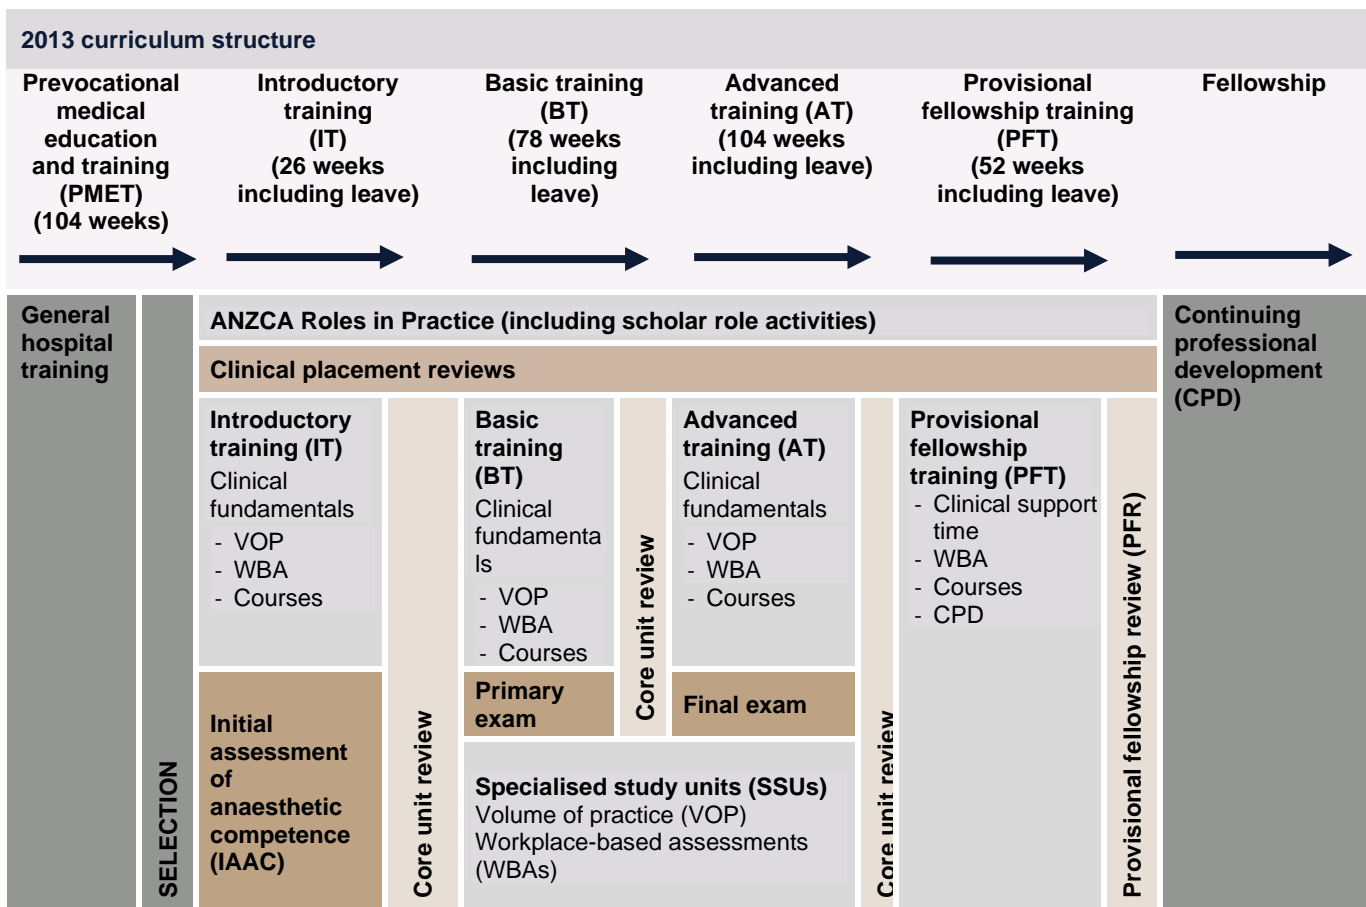 2013 curriculum structure
Prevocational
medical
education
and training
(PMET)
(104 weeks)
Introductory
training
(IT)
(26 weeks
including leave)
Basic training
(BT)
(78 weeks
including
leave)
Advanced
training (AT)
(104 weeks
including leave)
Provisional
fellowship training
(PFT)
(52 weeks
including leave)
Fellowship
General
hospital
training
SELECTION
ANZCA Roles in Practice (including scholar role activities)
Clinical placement reviews
Introductory
training (IT)
Clinical
fundamentals
- VOP
- WBA
- Courses
Initial
assessment
of
anaesthetic
competence
(IAAC)
Core unit review
Basic
training
(BT)
Clinical
fundamenta
ls
- VOP
- WBA
- Courses
Primary
exam
Core unit review
Advanced
training (AT)
Clinical
fundamentals
- VOP
- WBA
- Courses
Final exam
Specialised study units (SSUs)
Volume of practice (VOP)
Workplace-based assessments
(WBAs)
Core unit review
Provisional
fellowship
training (PFT)
- Clinical support
time
- WBA
- Courses
- CPD
Provisional fellowship review (PFR)
Continuing
professional
development
(CPD)